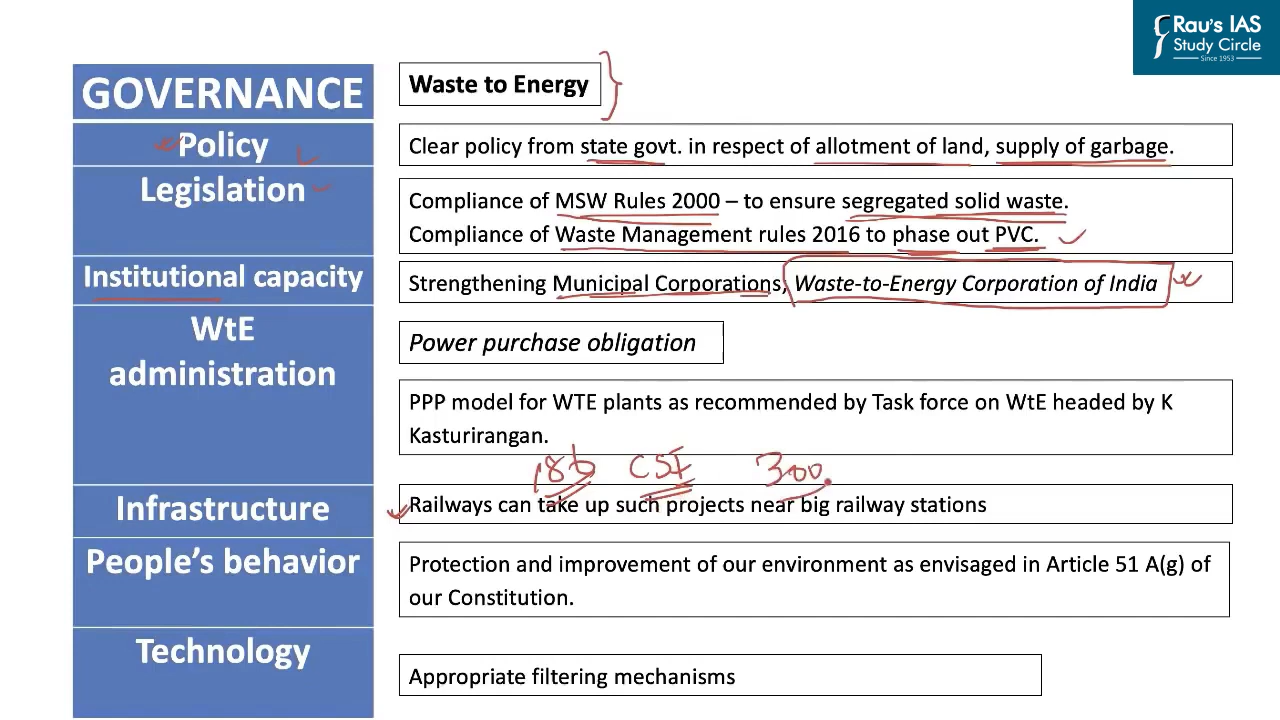 Rau's IAS
Study Circle
Since 1953
GOVERNANCE
Waste to Energy
Policy
Clear policy from state govt. in respect of allotment of land, supply of garbage.
Legislation
Compliance of MSW Rules 2000 – to ensure segregated solid waste.
Compliance of Waste Management rules 2016 to phase out PVC.
Institutional capacity
Strengthening Municipal Corporations, Waste-to-Energy Corporation of India
WtE
administration
Power purchase obligation
PPP model for WTE plants as recommended by Task force on WtE headed by K
Kasturirangan.
300
Infrastructure
Railways can take up such projects near big railway stations
People's behavior
Protection and improvement of our environment as envisaged in Article 51 A(g) of
our Constitution.
Technology
Appropriate filtering mechanisms